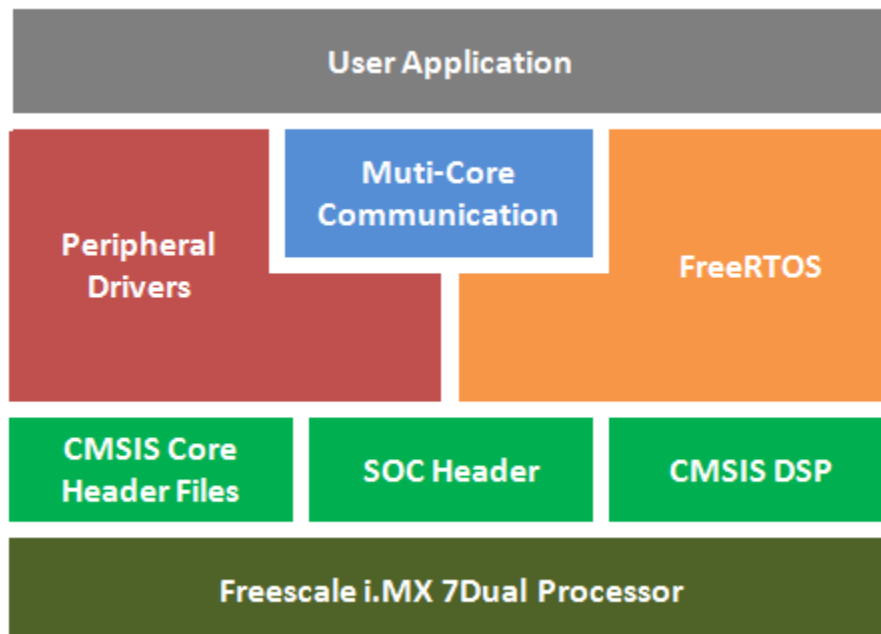 User Application
Muti-Core
Communication
Peripheral
Drivers
FreeRTOS
CMSIS Core
Header Files
SOC Header
CMSIS DSP
Freescale i.MX 7Dual Processor